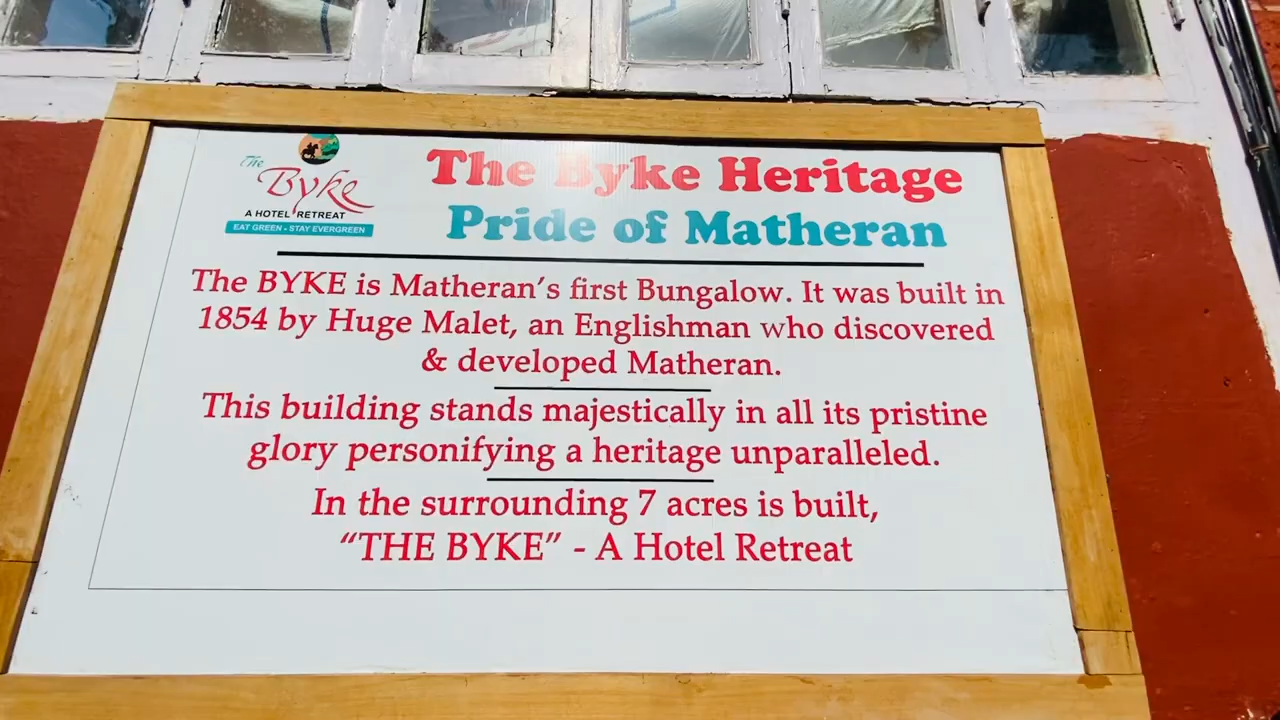 The
Byke
A HOTEL RETREAT
EAT GREEN - STAY EVERGREEN
The Byke Heritage
Pride of Matheran
The BYKE is Matheran's first Bungalow. It was built in
1854 by Huge Malet, an Englishman who discovered
& developed Matheran.
This building stands majestically in all its pristine
glory personifying a heritage unparalleled.
In the surrounding 7 acres is built,
“THE BYKE” - A Hotel Retreat